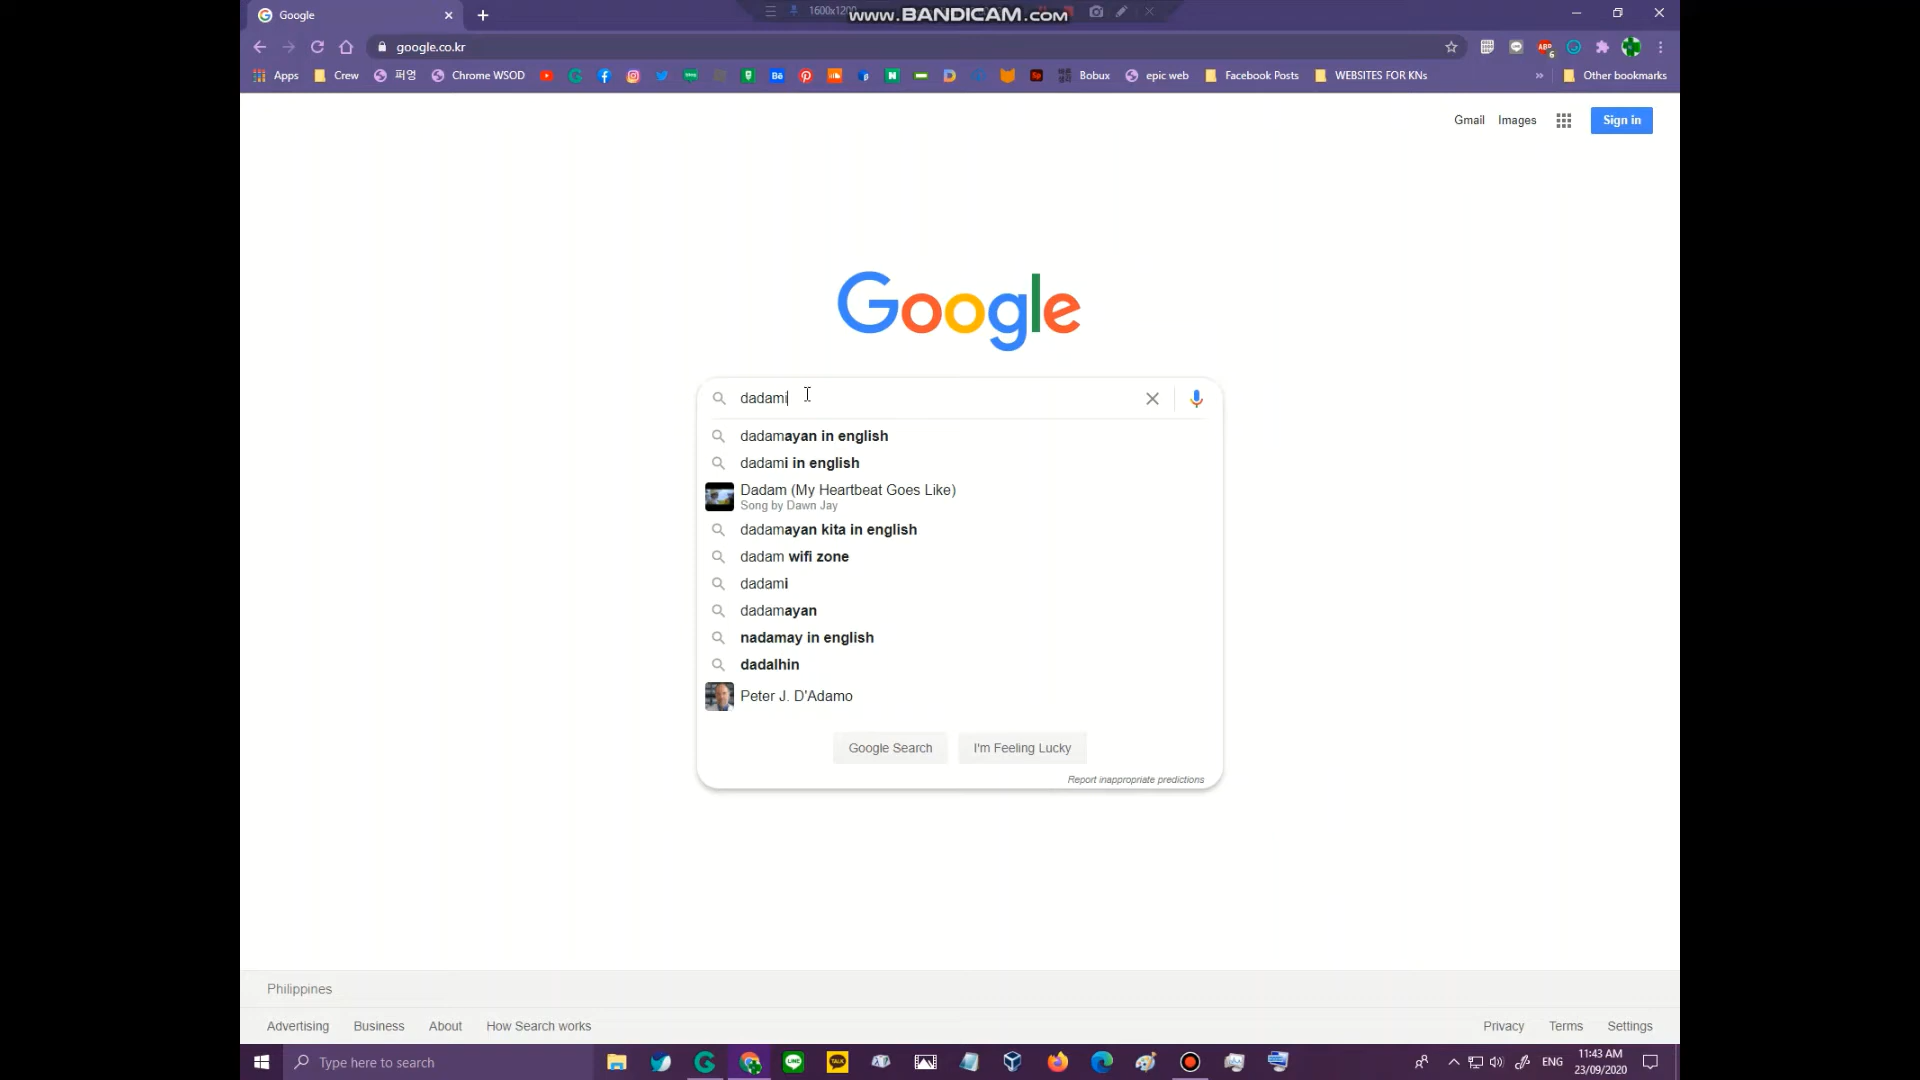 Google
1600x1200
www.BANDICAM.com
google.co.kr
Apps
Crew
퍼엉
Chrome WSOD
Bobux
epic web
Facebook Posts
WEBSITES FOR KNs
»
Other bookmarks
Gmail
Images
Sign in
Google
dadami
dadamayan in english
dadami in english
Dadam (My Heartbeat Goes Like)
Song by Dawn Jay
dadamayan kita in english
dadam wifi zone
dadami
dadamayan
nadamay in english
dadalhin
Peter J. D'Adamo
Google Search
I'm Feeling Lucky
Report inappropriate predictions
Philippines
Advertising
Business
About
How Search works
Privacy
Terms
Settings
Type here to search
TALK
ENG
11:43 AM
23/09/2020